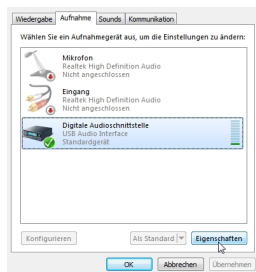 Wiedergabe Aufnahme Sounds Kommunikation
Wählen Sie ein Aufnahmegerät aus, um die Einstellungen zu ändern:
Mikrofon
Realtek High Definition Audio
Nicht angeschlossen
Eingang
Realtek High Definition Audio
Nicht angeschlossen
Digitale Audioschnittstelle
USB Audio Interface
Standardgerät
Konfigurieren Als Standard Eigenschaften
OK Abbrechen Übernehmen